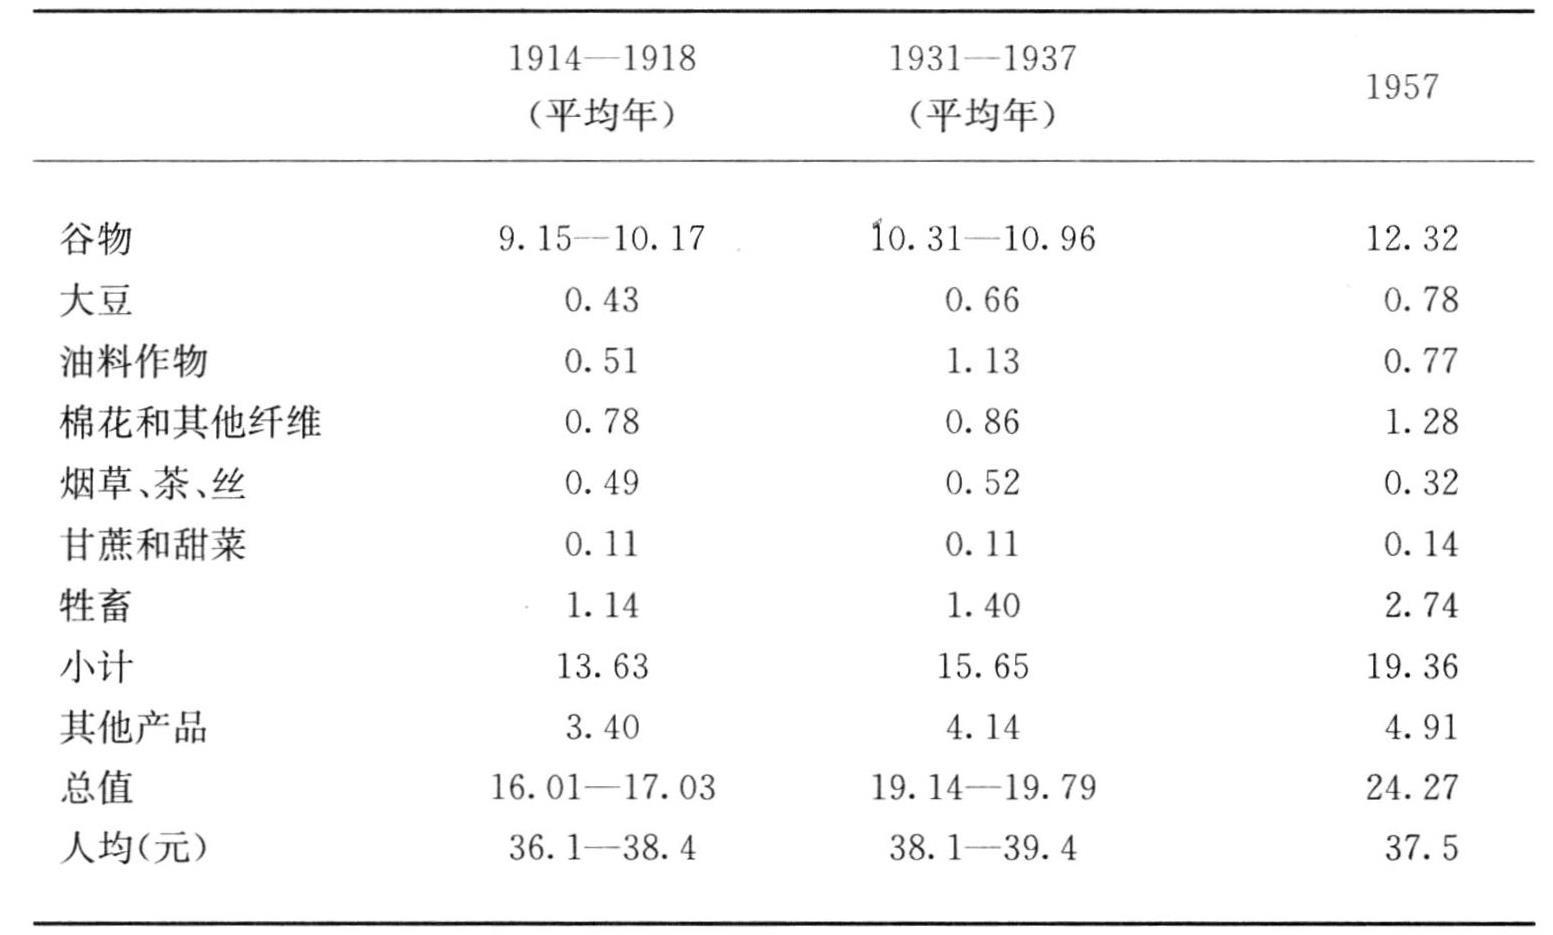 1914—1918 1931—1937 1957
(平均年) (平均年)
谷物 9.15—10.17 10.31—10.96 12.32
大豆 0.43 0.66 0.78
油料作物 0.51 1.13 0.77
棉花和其他纤维 0.78 0.86 1.28
烟草、茶、丝 0.49 0.52 0.32
甘蔗和甜菜 0.11 0.11 0.14
牲畜 1.14 1.40 2.74
小计 13.63 15.65 19.36
其他产品 3.40 4.14 4.91
总值 16.01—17.03 19.14—19.79 24.27
人均(元) 36.1—38.4 38.1—39.4 37.5